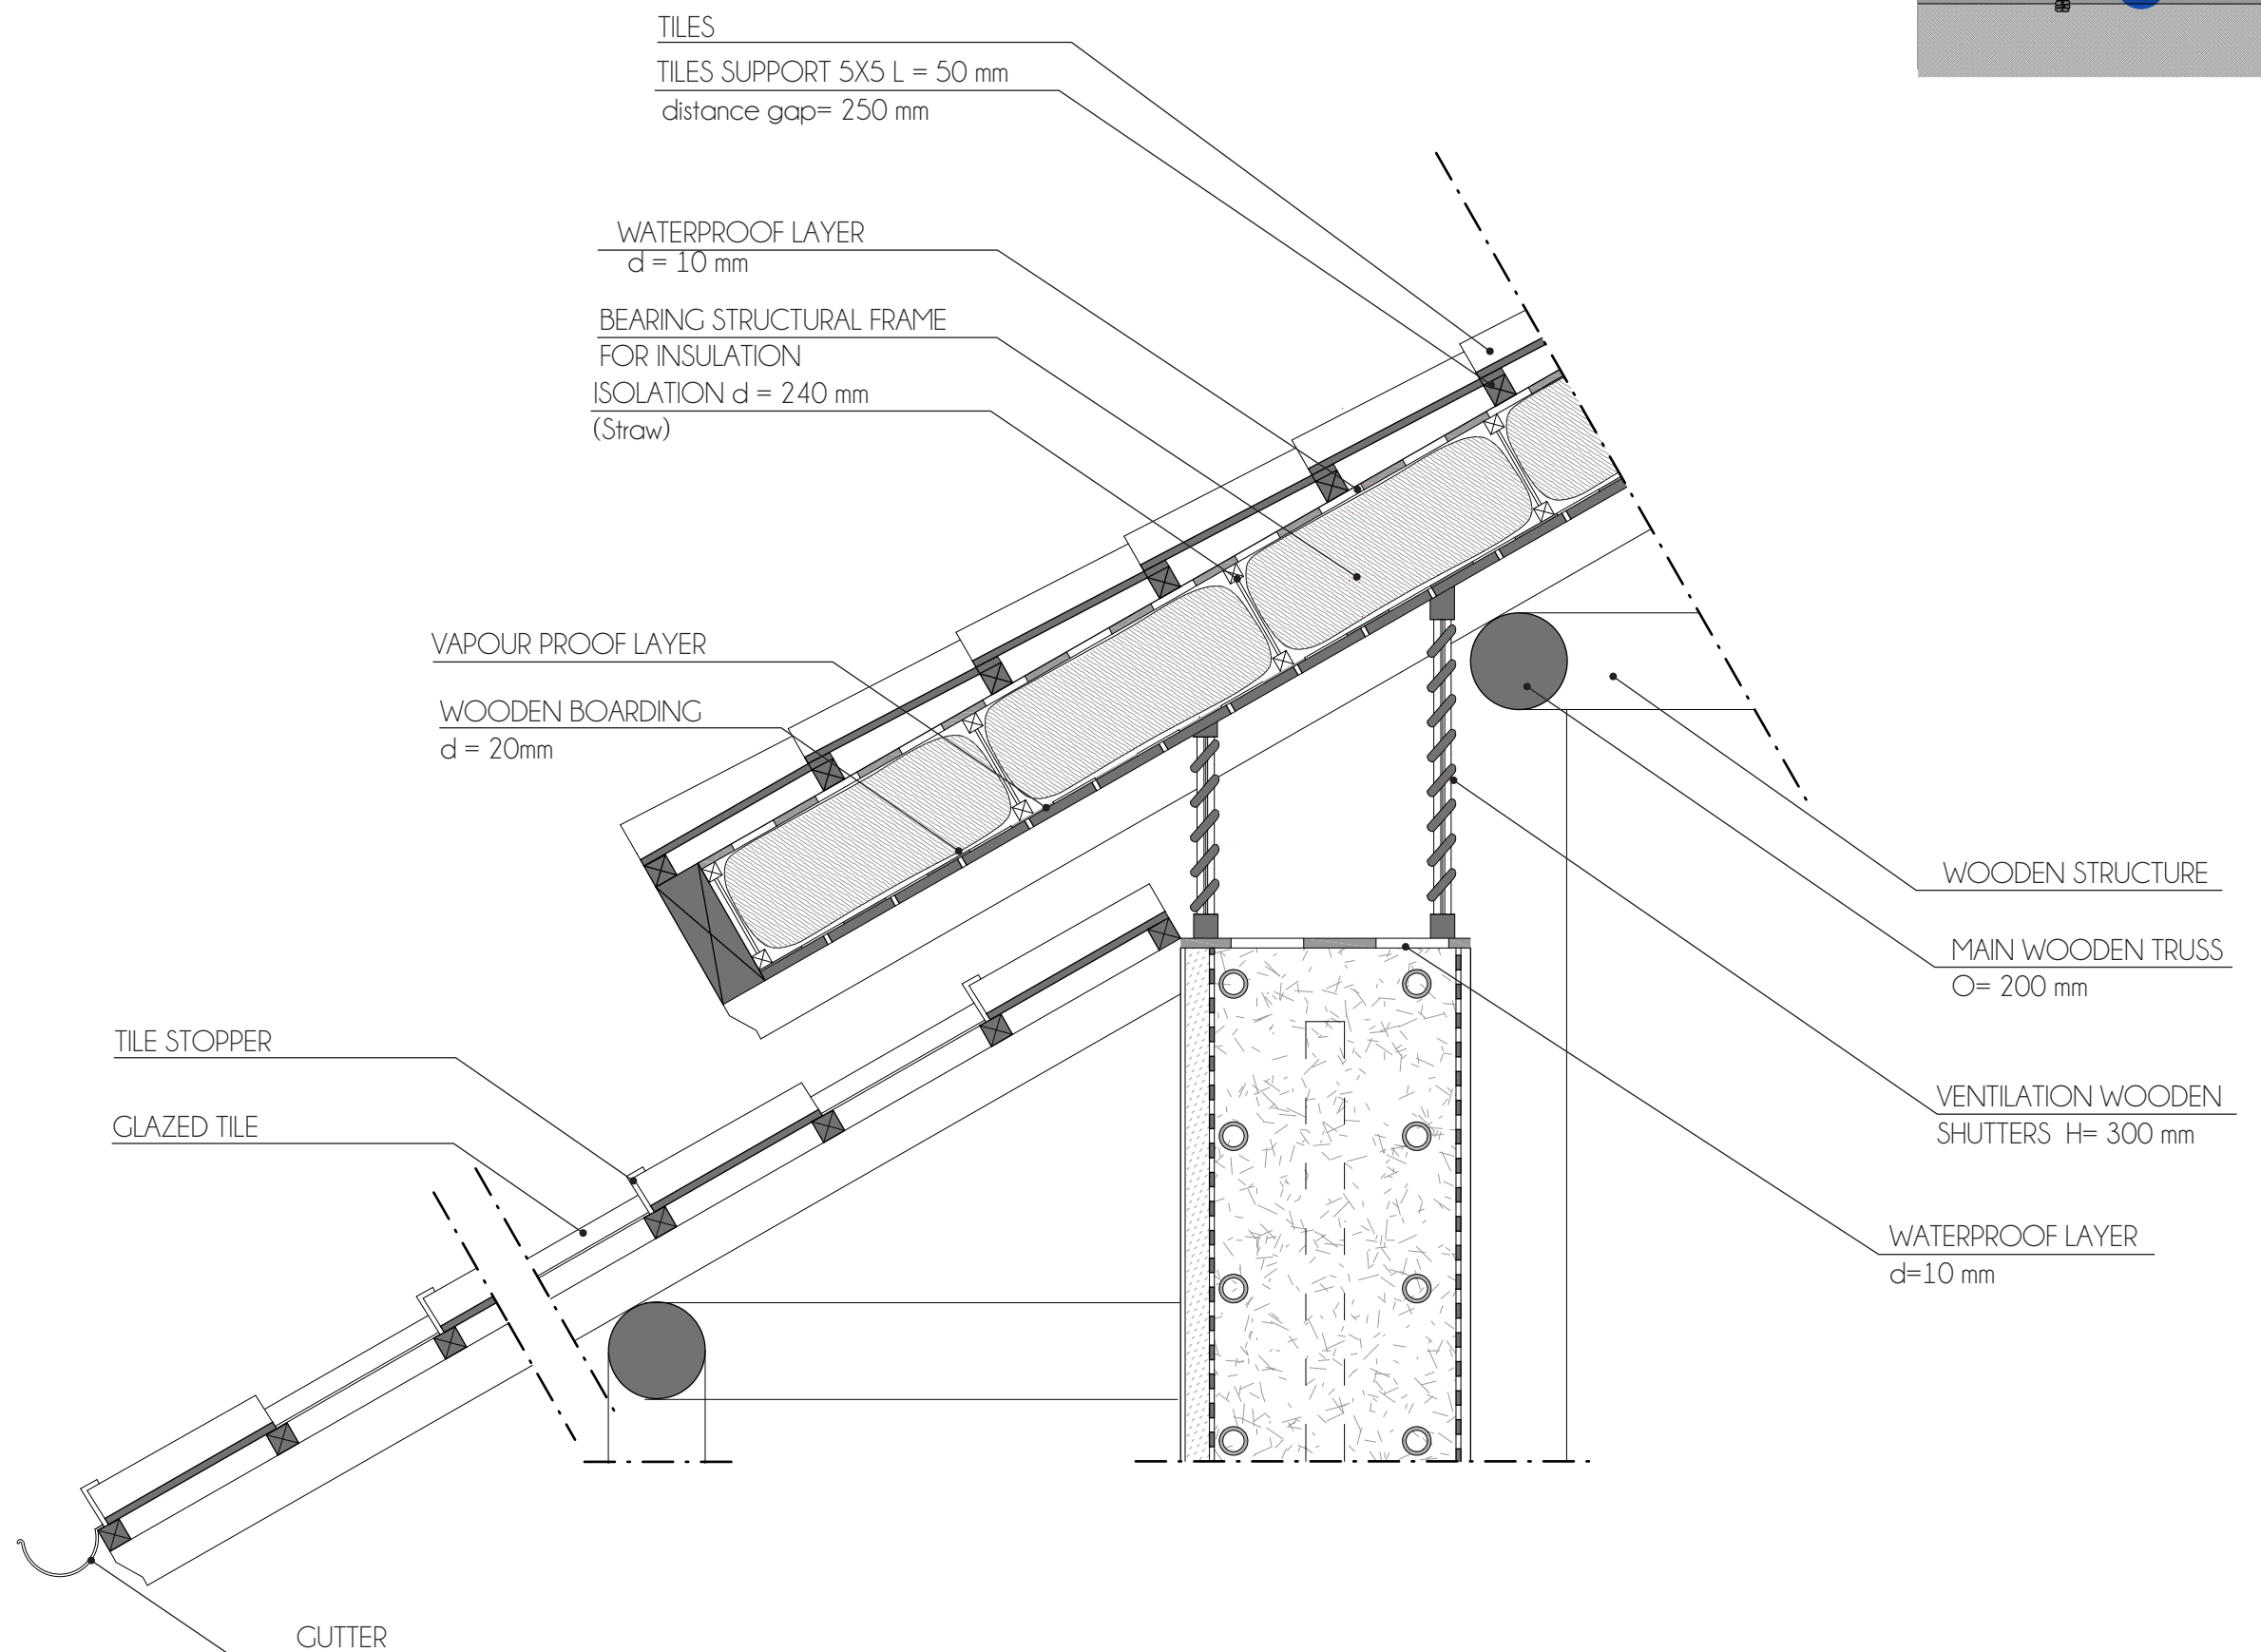 TILES
TILES SUPPORT 5X5 L = 50 mm
distance gap= 250 mm
WATERPROOF LAYER
d = 10 mm
BEARING STRUCTURAL FRAME
FOR INSULATION
ISOLATION d = 240 mm
(Straw)
VAPOUR PROOF LAYER
WOODEN BOARDING
d = 20mm
TILE STOPPER
GLAZED TILE
GUTTER
WOODEN STRUCTURE
MAIN WOODEN TRUSS
O= 200 mm
VENTILATION WOODEN
SHUTTERS H= 300 mm
WATERPROOF LAYER
d=10 mm